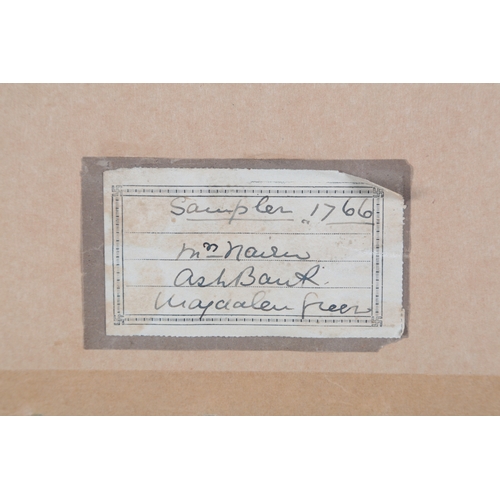 Sampler 1766
Mrs Nairn
Ash Bank
Magdalen Green